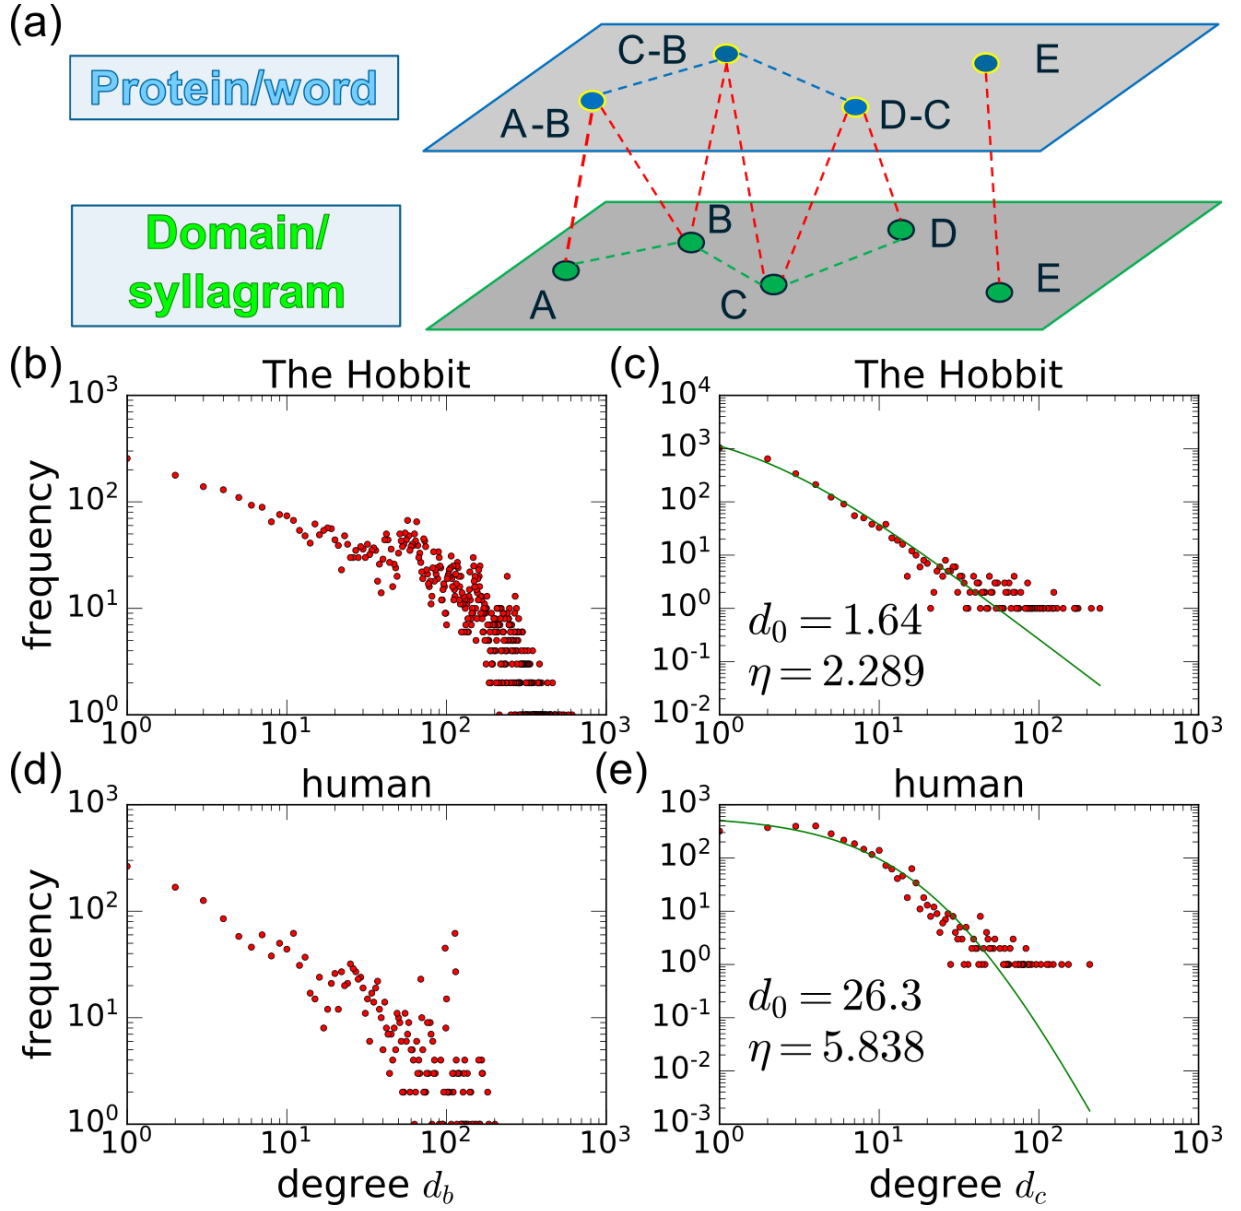 (a)
Protein/word
C-B
E
A-B
D-C
Domain/
syllagram
B
D
A
C
E
(b)
The Hobbit
(c)
The Hobbit
frequency
10^3
10^2
10^1
10^0
10^0
10^1
10^2
10^3
10^4
10^3
10^2
10^1
10^0
10^-1
10^-2
d_0 = 1.64
η = 2.289
10^0
10^1
10^2
10^3
(d)
human
(e)
human
frequency
10^3
10^2
10^1
10^0
10^0
10^1
10^2
10^3
degree d_b
10^3
10^2
10^1
10^0
10^-1
10^-2
10^-3
d_0 = 26.3
η = 5.838
10^0
10^1
10^2
10^3
degree d_c